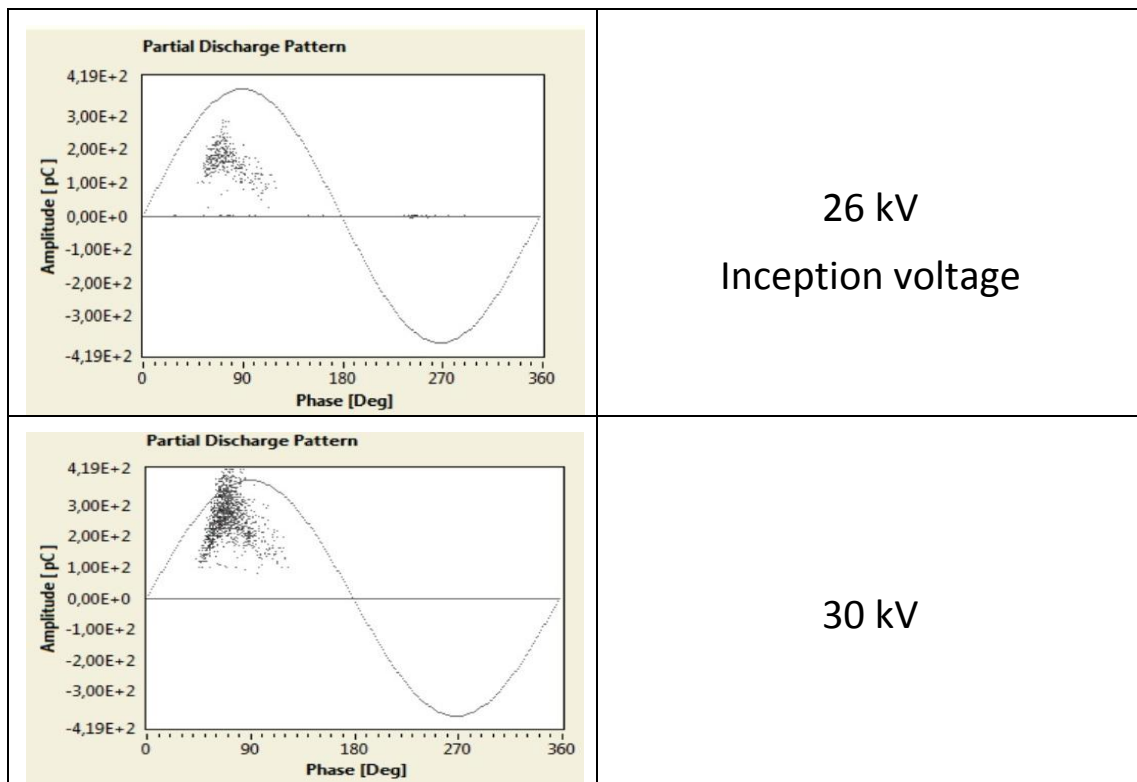 Partial Discharge Pattern
Amplitude [ pC]
4,19E+2
3,00E+2
2,00E+2
1,00E+2
0,00E+0
-1,00E+2
-2,00E+2
-3,00E+2
-4,19E+2
0 90 180 270 360
Phase [Deg]
26 kV
Inception voltage
Partial Discharge Pattern
Amplitude [ pC]
4,19E+2
3,00E+2
2,00E+2
1,00E+2
0,00E+0
-1,00E+2
-2,00E+2
-3,00E+2
-4,19E+2
0 90 180 270 360
Phase [Deg]
30 kV